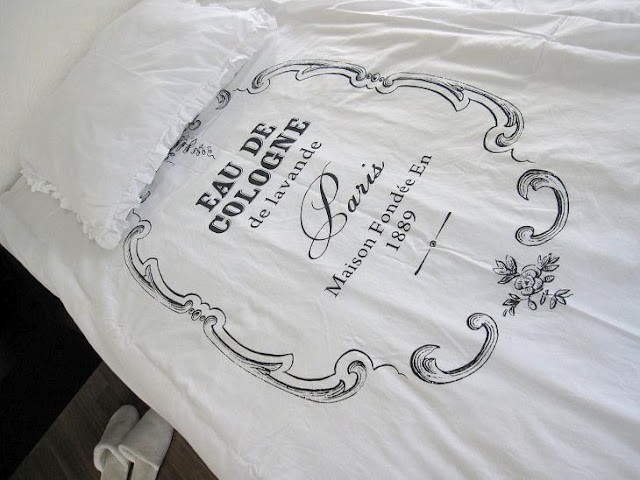 EAU DE
COLOGNE
de lavande
Paris
Maison Fondée En
1889